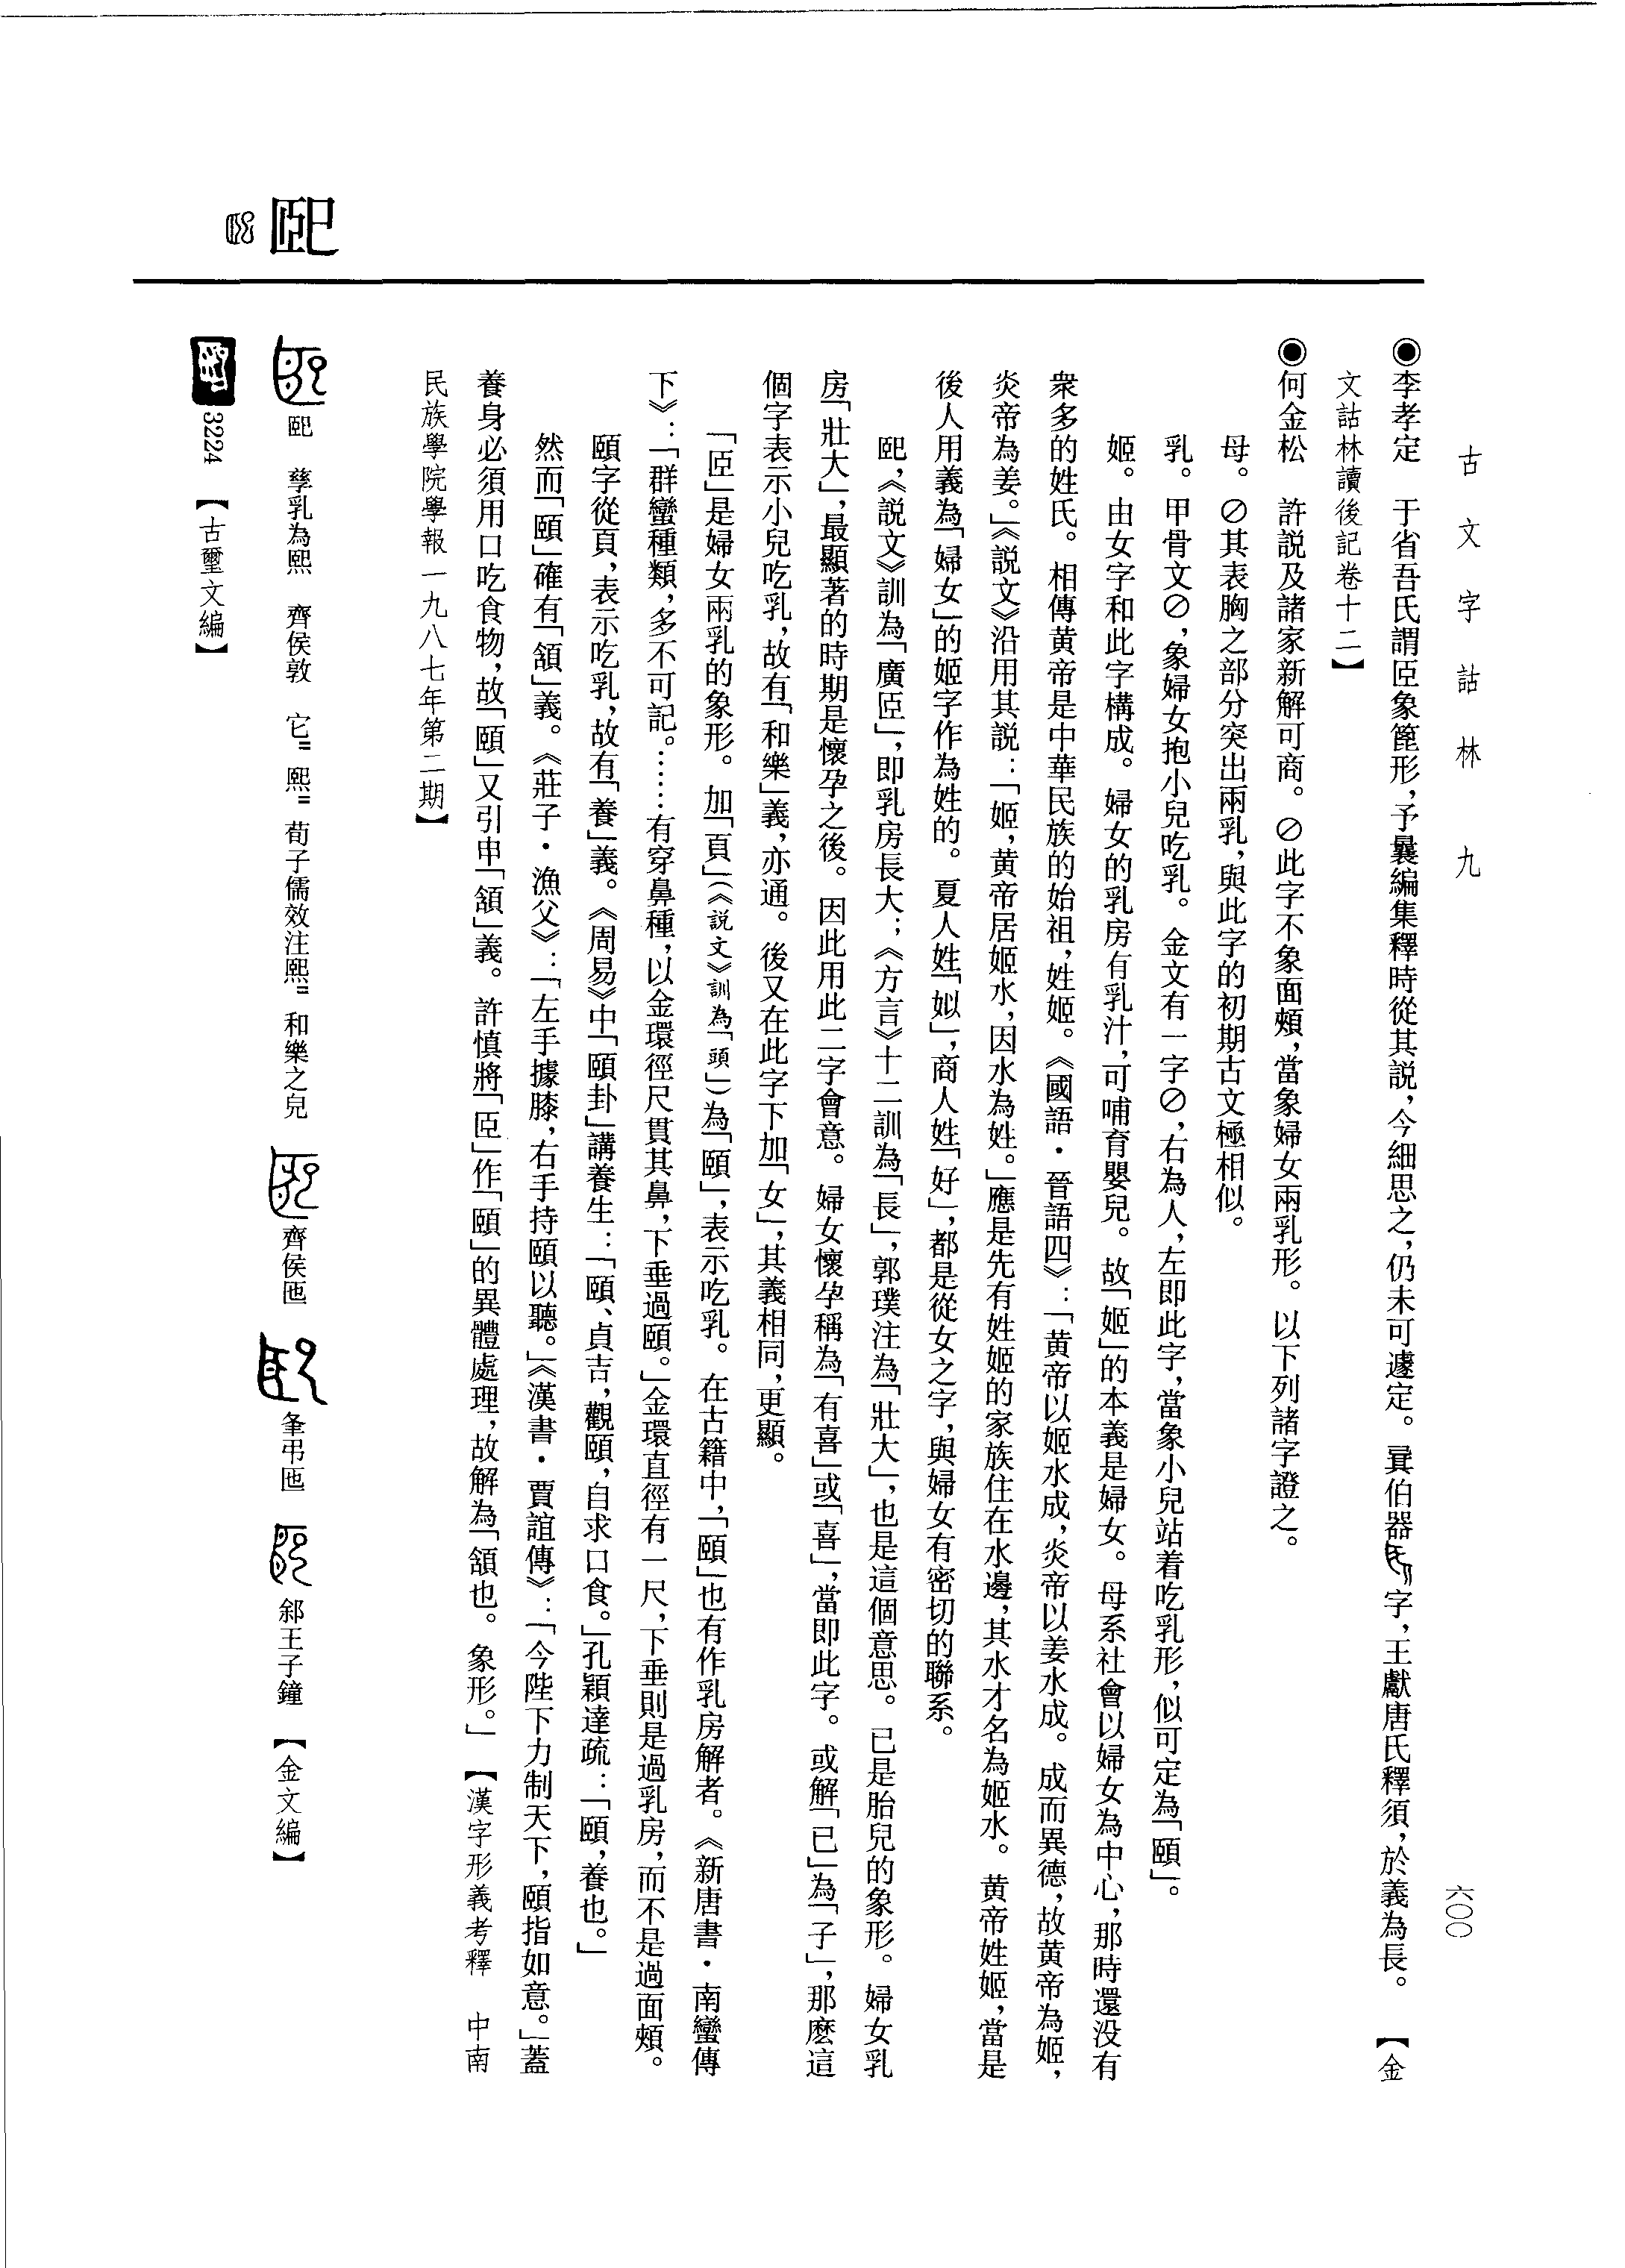 古文字詁林 九
六〇〇
◉李孝定　于省吾氏謂𦣞象篦形，予曩編集釋時從其説，今細思之，仍未可遽定。㠱伯器字，王獻唐氏釋須，於義為長。【金
文詁林讀後記卷十二】
◉何金松　許説及諸家新解可商。⊘此字不象面頰，當象婦女兩乳形。以下列諸字證之。
母。⊘其表胸之部分突出兩乳，與此字的初期古文極相似。
乳。甲骨文⊘，象婦女抱小兒吃乳。金文有一字⊘，右為人，左即此字，當象小兒站着吃乳形，似可定為「頤」。
姬。由女字和此字構成。婦女的乳房有乳汁，可哺育嬰兒。故「姬」的本義是婦女。母系社會以婦女為中心，那時還没有
衆多的姓氏。相傳黄帝是中華民族的始祖，姓姬。《國語·晉語四》：「黄帝以姬水成，炎帝以姜水成。成而異德，故黄帝為姬，
炎帝為姜。」《説文》沿用其説：「姬，黄帝居姬水，因水為姓。」應是先有姓姬的家族住在水邊，其水才名為姬水。黄帝姓姬，當是
後人用義為「婦女」的姬字作為姓的。夏人姓「姒」，商人姓「好」，都是從女之字，與婦女有密切的聯系。
巸，《説文》訓為「廣𦣞」，即乳房長大；《方言》十二訓為「長」，郭璞注為「壯大」，也是這個意思。巳是胎兒的象形。婦女乳
房「壯大」，最顯著的時期是懷孕之後。因此用此二字會意。婦女懷孕稱為「有喜」或「喜」，當即此字。或解「巳」為「子」，那麽這
個字表示小兒吃乳，故有「和樂」義，亦通。後又在此字下加「女」，其義相同，更顯。
「𦣞」是婦女兩乳的象形。加「頁」（《説文》訓為「頭」）為「頤」，表示吃乳。在古籍中，「頤」也有作乳房解者。《新唐書·南蠻傳
下》：「群蠻種類，多不可記。……有穿鼻種，以金環徑尺貫其鼻，下垂過頤。」金環直徑有一尺，下垂則是過乳房，而不是過面頰。
頤字從頁，表示吃乳，故有「養」義。《周易》中「頤卦」講養生：「頤、貞吉，觀頤，自求口食。」孔穎達疏：「頤，養也。」
然而「頤」確有「頷」義。《莊子·漁父》：「左手據膝，右手持頤以聽。」《漢書·賈誼傳》：「今陛下力制天下，頤指如意。」蓋
養身必須用口吃食物，故「頤」又引申「頷」義。許慎將「𦣞」作「頤」的異體處理，故解為「頷也。象形。」【漢字形義考釋　中南
民族學院學報一九八七年第二期】
巸
巸　孳乳為熙　齊侯敦　它〓熙〓荀子儒效注熙〓和樂之皃　齊侯匜　夆弔匜　䣄王子鐘　【金文編】
3224　【古璽文編】